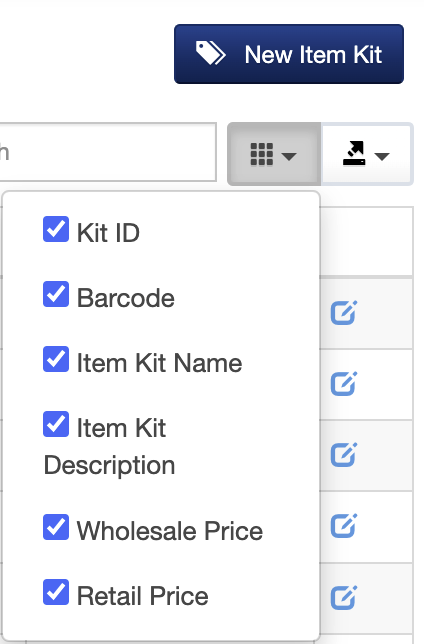 New Item Kit
h
Kit ID
Barcode
Item Kit Name
Item Kit
Description
Wholesale Price
Retail Price